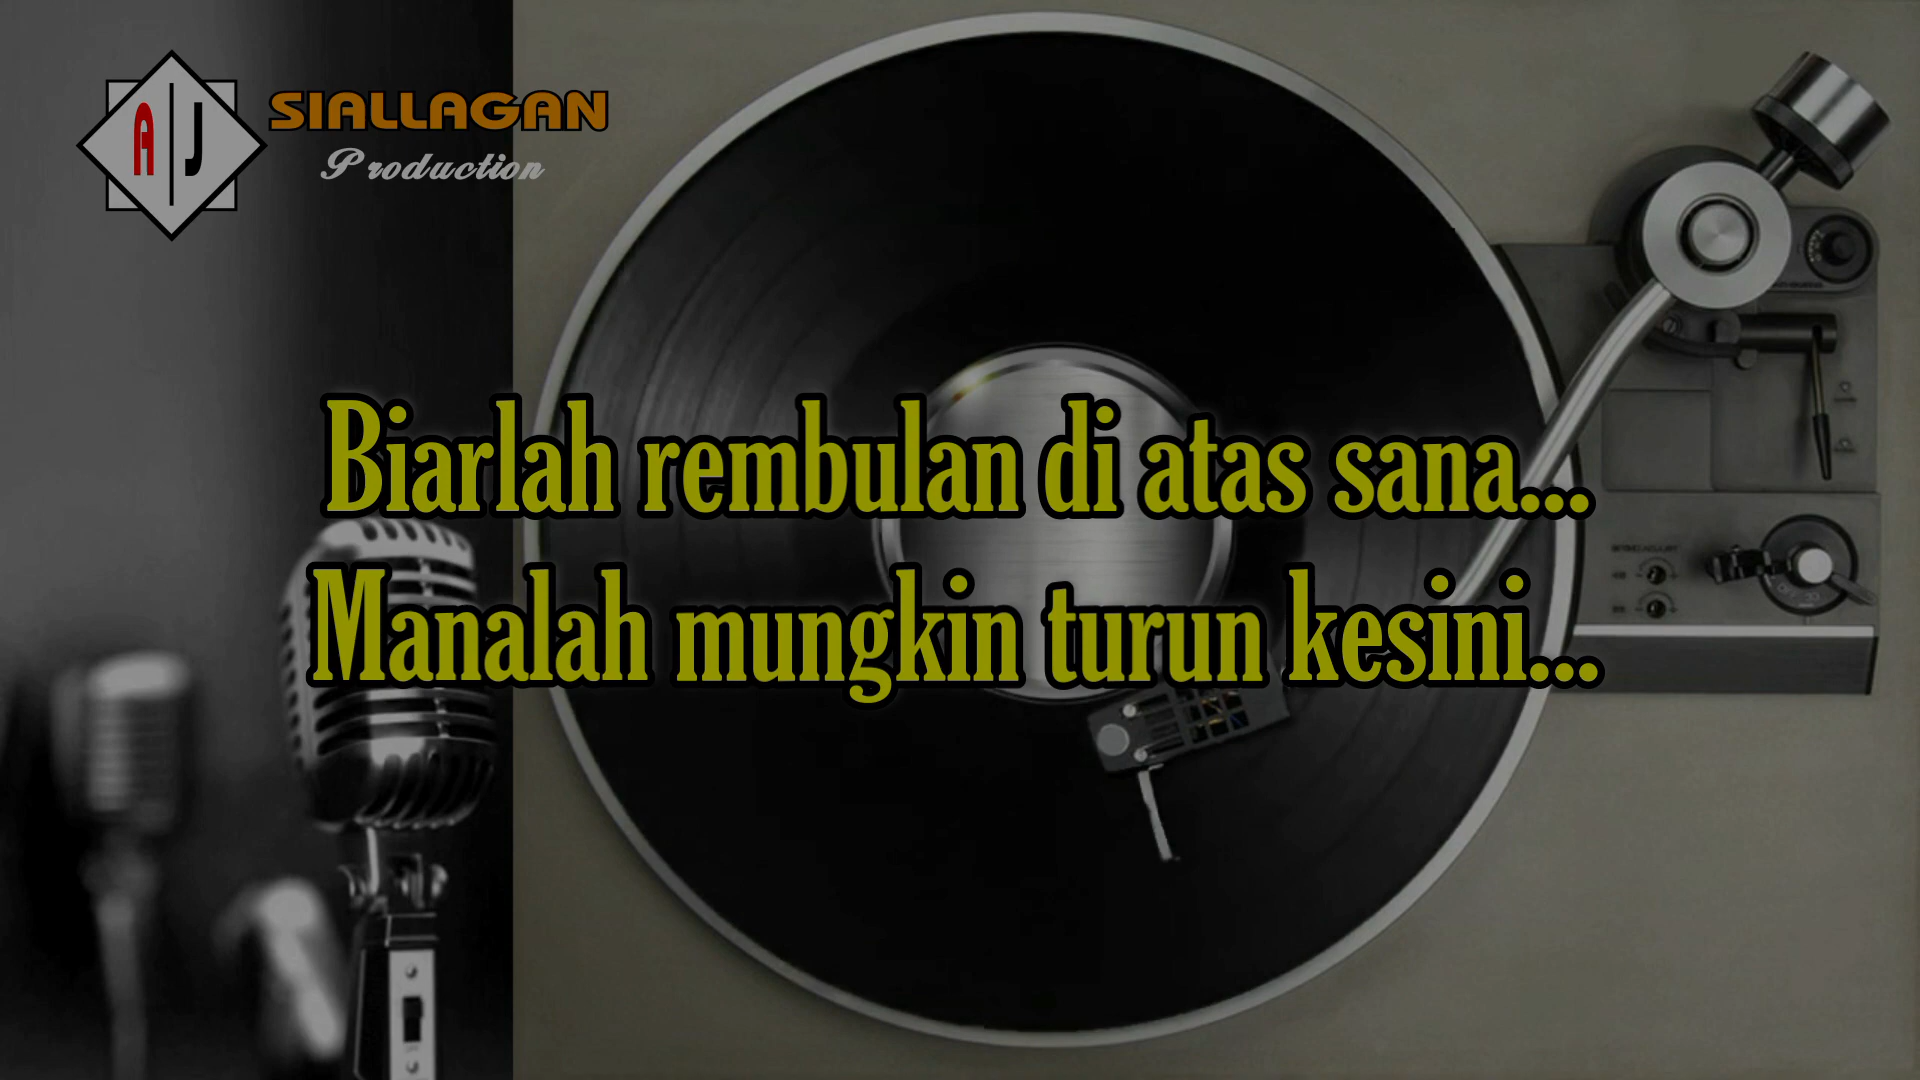 A J
SIALLAGAN
Production
Biarlah rembulan di atas sana...
Manalah mungkin turun kesini...